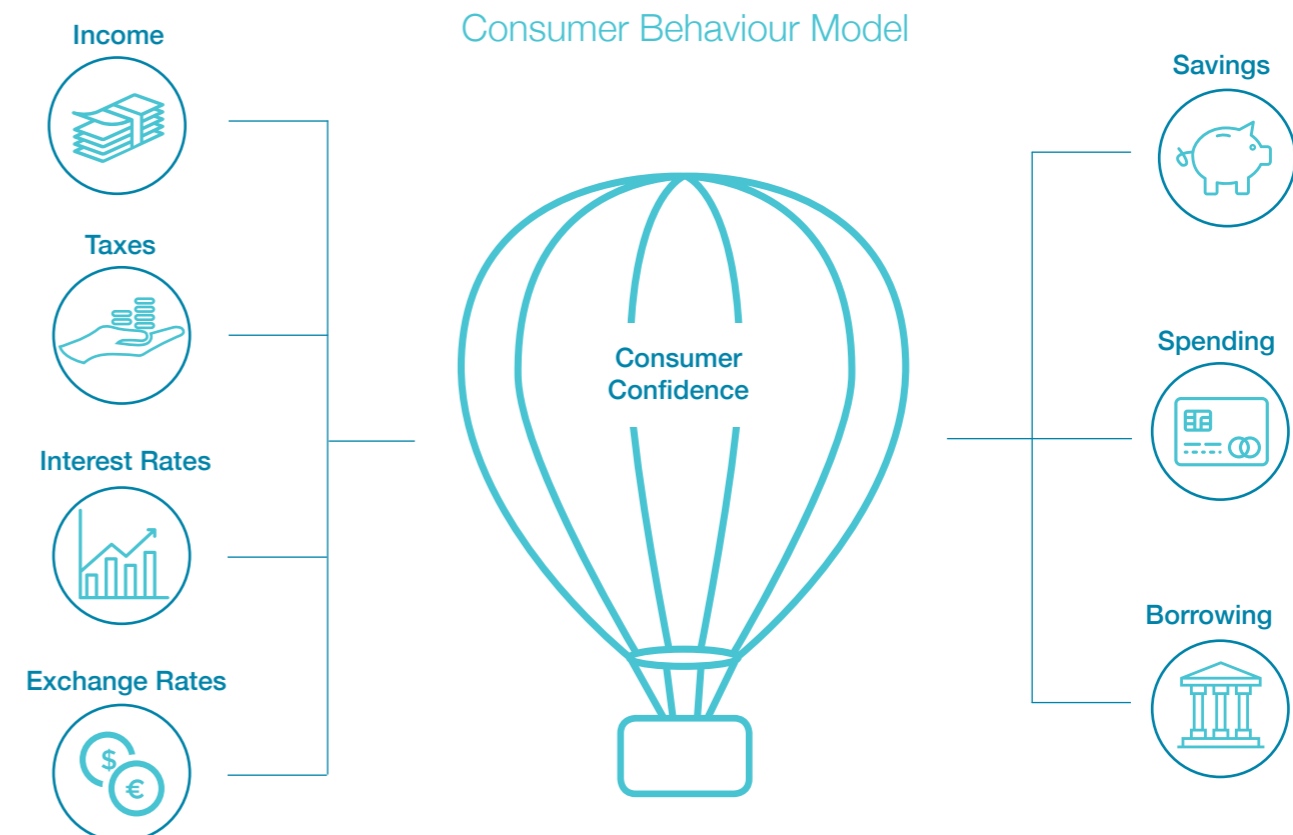 Consumer Behaviour Model
Income
Taxes
Interest Rates
Exchange Rates
$
€
Consumer
Confidence
Savings
Spending
Borrowing